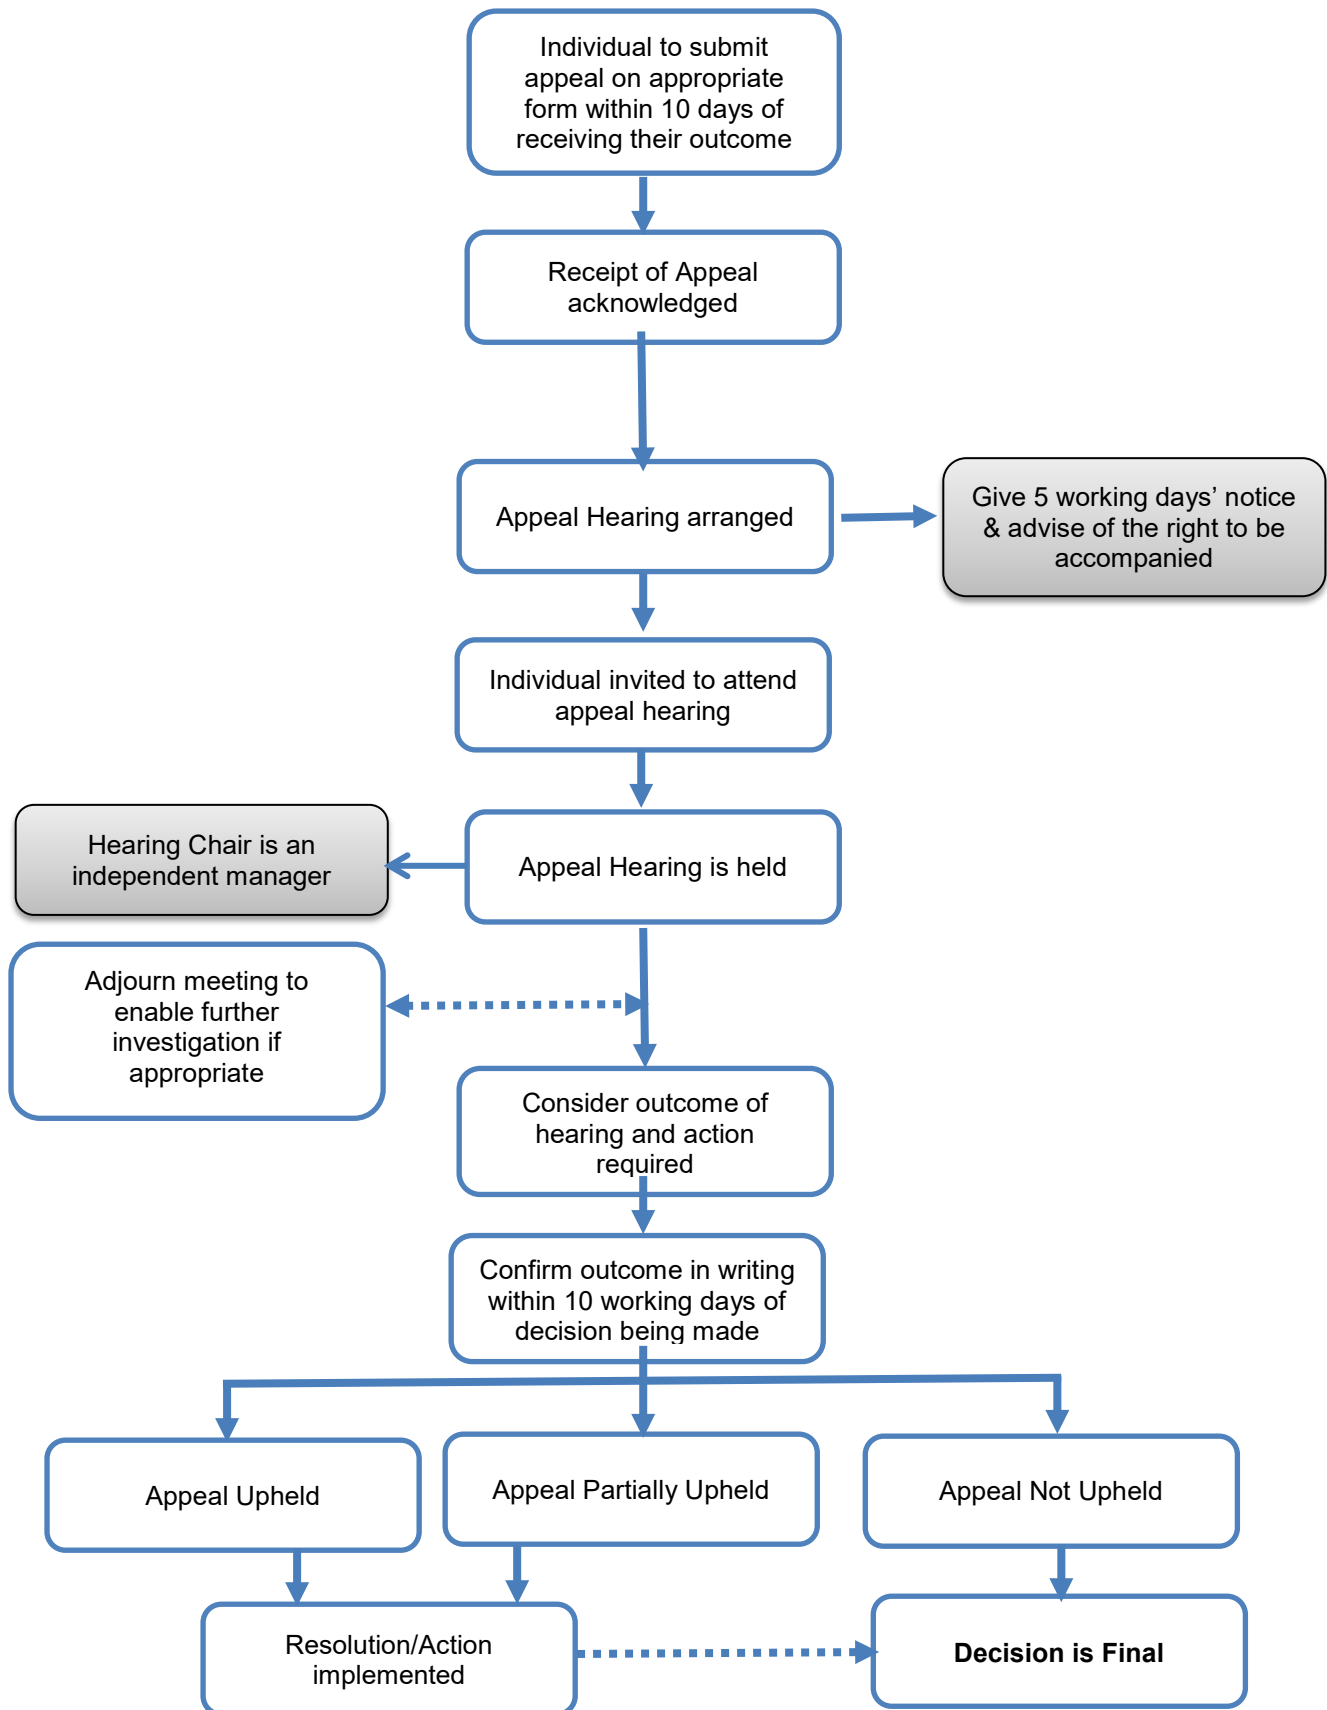 Individual to submit
appeal on appropriate
form within 10 days of
receiving their outcome
Receipt of Appeal
acknowledged
Appeal Hearing arranged
Give 5 working days’ notice
& advise of the right to be
accompanied
Individual invited to attend
appeal hearing
Hearing Chair is an
independent manager
Appeal Hearing is held
Adjourn meeting to
enable further
investigation if
appropriate
Consider outcome of
hearing and action
required
Confirm outcome in writing
within 10 working days of
decision being made
Appeal Upheld
Appeal Partially Upheld
Appeal Not Upheld
Resolution/Action
implemented
Decision is Final